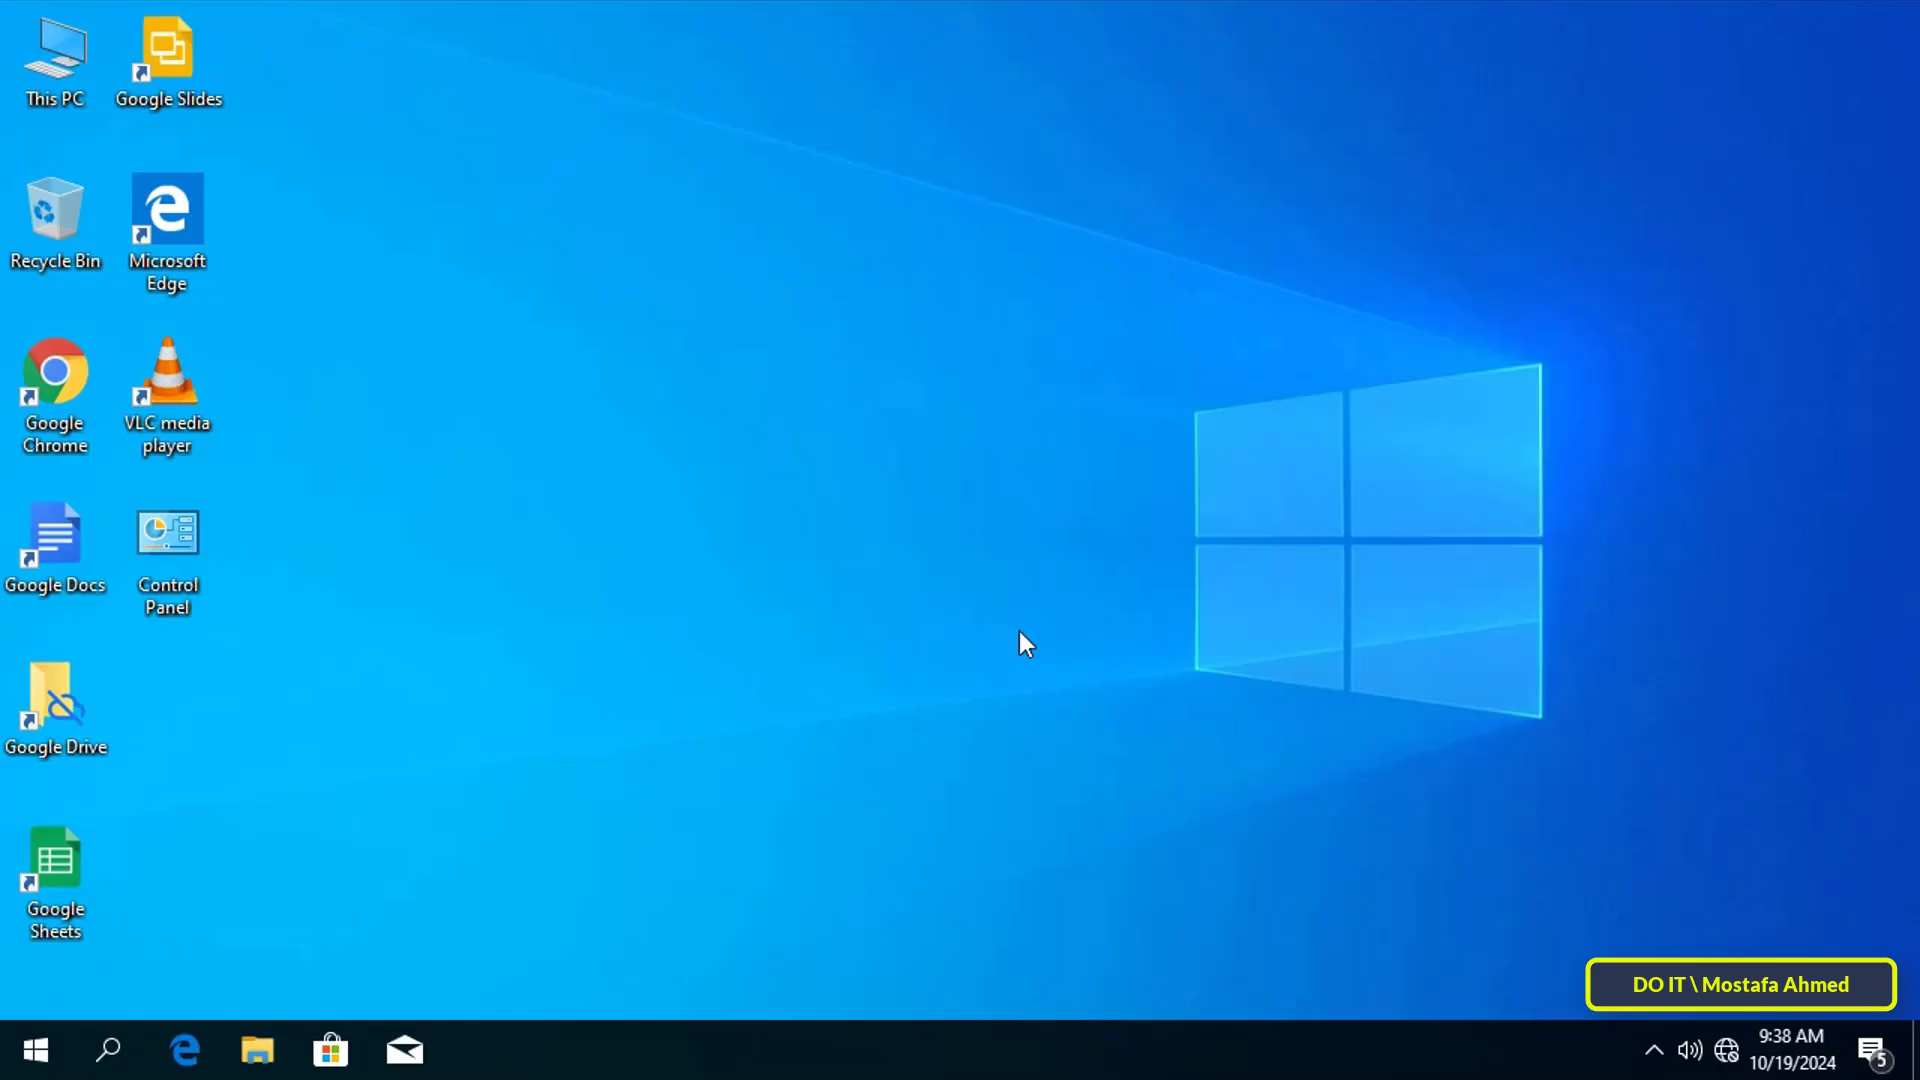 This PC
Google Slides
Recycle Bin
Microsoft
Edge
Google
Chrome
VLC media
player
Google Docs
Control
Panel
Google Drive
Google
Sheets
DO IT \ Mostafa Ahmed
9:38 AM
10/19/2024
5